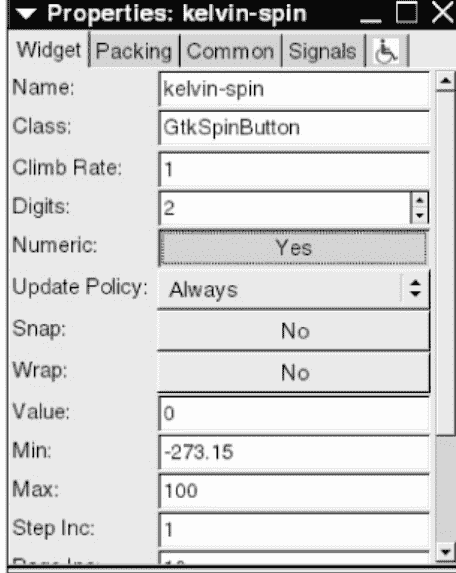 Properties: kelvin-spin
Widget Packing Common Signals
Name: kelvin-spin
Class: GtkSpinButton
Climb Rate: 1
Digits: 2
Numeric: Yes
Update Policy: Always
Snap: No
Wrap: No
Value: 0
Min: -273.15
Max: 100
Step Inc: 1